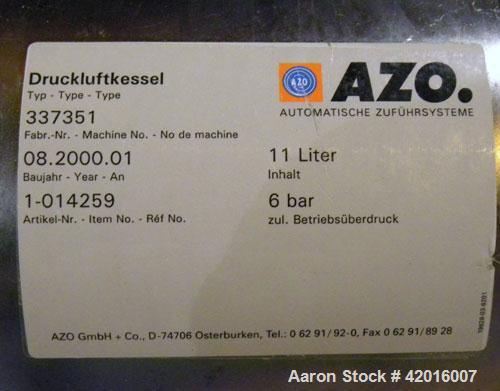 Druckluftkessel
Typ - Type - Type
337351
Fabr.-Nr. - Machine No. - No de machine
08.2000.01
Baujahr - Year - An
1-014259
Artikel-Nr. - Item No. - Réf No.
AZO
AZO.
AUTOMATISCHE ZUFÜHRSYSTEME
11 Liter
Inhalt
6 bar
zul. Betriebsüberdruck
AZO GmbH + Co., D-74706 Osterburken, Tel.: 0 62 91/92-0, Fax 0 62 91/89 28
Aaron Stock # 42016007